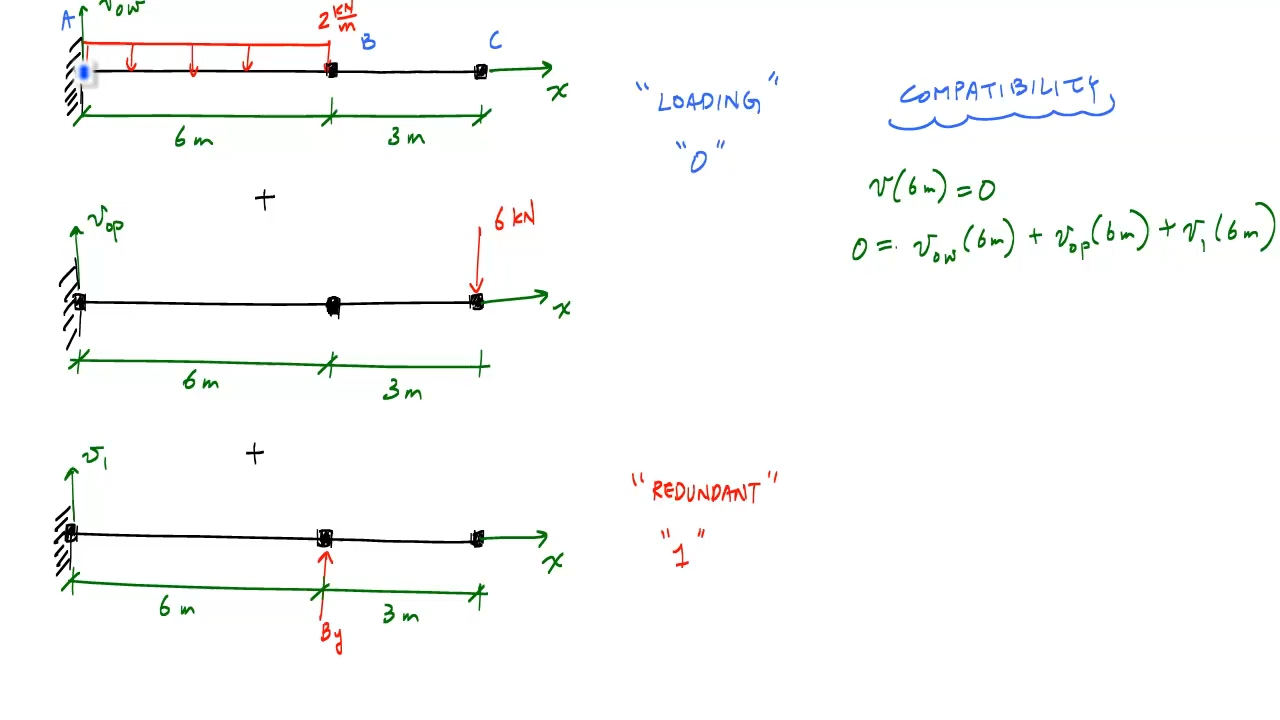 v₀w
A
2 kN/m
B
C
x
6 m
3 m
"LOADING"
"0"
COMPATIBILITY
v(6m) = 0
0 = v₀w(6m) + v₀p(6m) + v₁(6m)
+
v₀p
6 kN
x
6 m
3 m
+
v₁
x
6 m
3 m
By
"REDUNDANT"
"1"